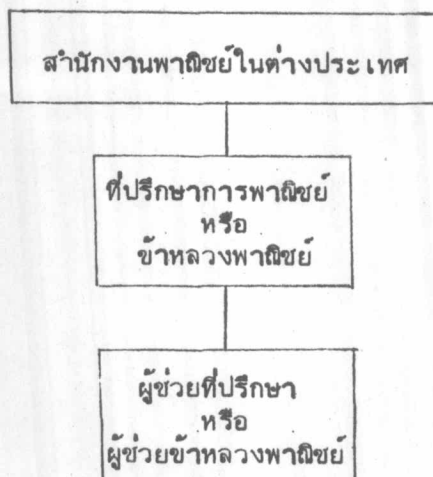 สำนักงานพาณิชย์ในต่างประเทศ
ที่ปรึกษาการพาณิชย์
หรือ
ข้าหลวงพาณิชย์
ผู้ช่วยที่ปรึกษา
หรือ
ผู้ช่วยข้าหลวงพาณิชย์